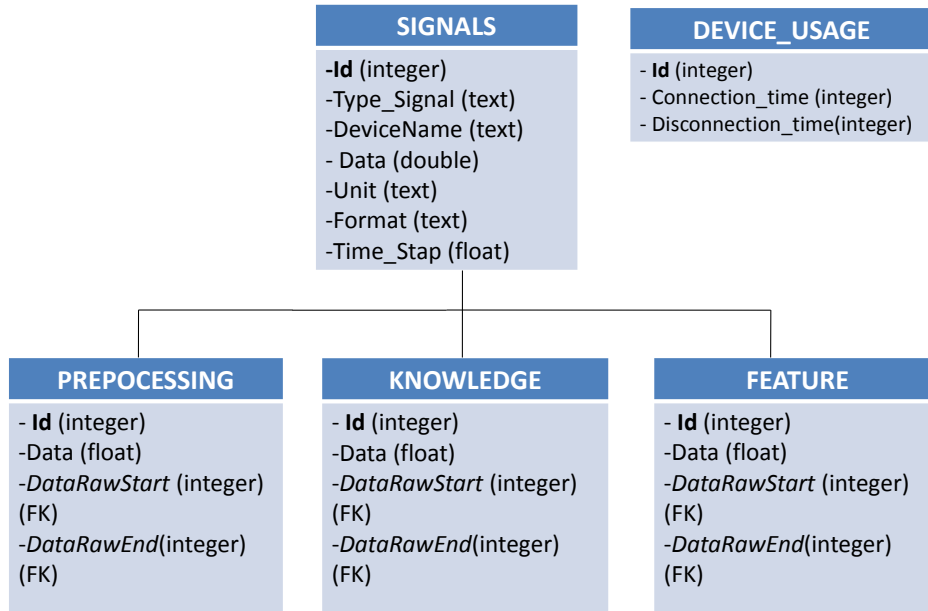 SIGNALS
-Id (integer)
-Type_Signal (text)
-DeviceName (text)
- Data (double)
-Unit (text)
-Format (text)
-Time_Stap (float)
DEVICE_USAGE
- Id (integer)
- Connection_time (integer)
- Disconnection_time(integer)
PREPOCESSING
- Id (integer)
-Data (float)
-DataRawStart (integer)
(FK)
-DataRawEnd(integer)
(FK)
KNOWLEDGE
- Id (integer)
-Data (float)
-DataRawStart (integer)
(FK)
-DataRawEnd(integer)
(FK)
FEATURE
- Id (integer)
-Data (float)
-DataRawStart (integer)
(FK)
-DataRawEnd(integer)
(FK)